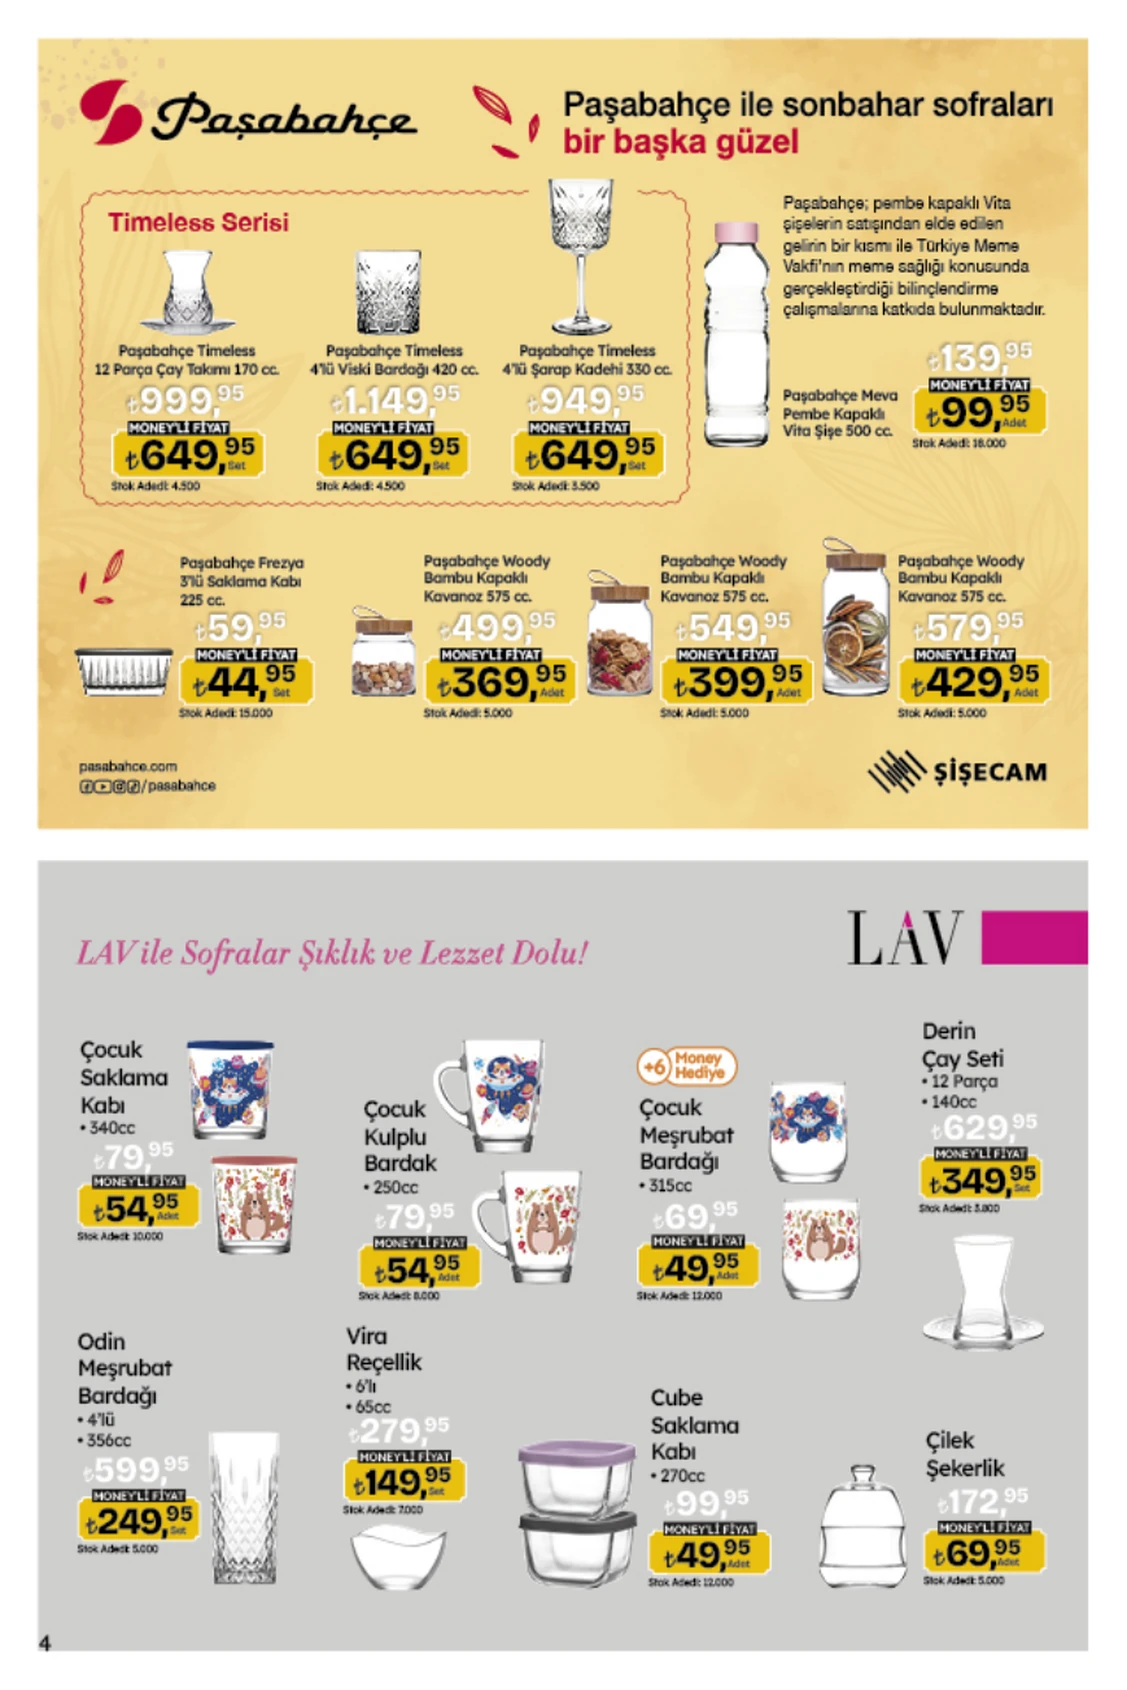 Paşabahçe
Paşabahçe ile sonbahar sofraları
bir başka güzel
Timeless Serisi
Paşabahçe Timeless
12 Parça Çay Takımı 170 cc.
₺999,95
MONEY'Lİ FİYAT
₺649,95
Set
Stok Adedi: 4.500
Paşabahçe Timeless
4'lü Viski Bardağı 420 cc.
₺1.149,95
MONEY'Lİ FİYAT
₺649,95
Set
Stok Adedi: 4.500
Paşabahçe Timeless
4'lü Şarap Kadehi 330 cc.
₺949,95
MONEY'Lİ FİYAT
₺649,95
Set
Stok Adedi: 3.500
Paşabahçe; pembe kapaklı Vita
şişelerin satışından elde edilen
gelirin bir kısmı ile Türkiye Meme
Vakfı'nın meme sağlığı konusunda
gerçekleştirdiği bilinçlendirme
çalışmalarına katkıda bulunmaktadır.
Paşabahçe Meva
Pembe Kapaklı
Vita Şişe 500 cc.
₺139,95
MONEY'Lİ FİYAT
₺99,95
Adet
Stok Adedi: 18.000
Paşabahçe Frezya
3'lü Saklama Kabı
225 cc.
₺59,95
MONEY'Lİ FİYAT
₺44,95
Set
Stok Adedi: 15.000
Paşabahçe Woody
Bambu Kapaklı
Kavanoz 575 cc.
₺499,95
MONEY'Lİ FİYAT
₺369,95
Adet
Stok Adedi: 5.000
Paşabahçe Woody
Bambu Kapaklı
Kavanoz 575 cc.
₺549,95
MONEY'Lİ FİYAT
₺399,95
Adet
Stok Adedi: 5.000
Paşabahçe Woody
Bambu Kapaklı
Kavanoz 575 cc.
₺579,95
MONEY'Lİ FİYAT
₺429,95
Adet
Stok Adedi: 5.000
pasabahce.com
/pasabahce
ŞİŞECAM
LAV ile Sofralar Şıklık ve Lezzet Dolu!
LAV
Çocuk
Saklama
Kabı
• 340cc
₺79,95
MONEY'Lİ FİYAT
₺54,95
Adet
Stok Adedi: 10.000
Çocuk
Kulplu
Bardak
• 250cc
₺79,95
MONEY'Lİ FİYAT
₺54,95
Adet
Stok Adedi: 8.000
+6 Money
Hediye
Çocuk
Meşrubat
Bardağı
• 315cc
₺69,95
MONEY'Lİ FİYAT
₺49,95
Adet
Stok Adedi: 12.000
Derin
Çay Seti
• 12 Parça
• 140cc
₺629,95
MONEY'Lİ FİYAT
₺349,95
Set
Stok Adedi: 3.800
Odin
Meşrubat
Bardağı
• 4'lü
• 356cc
₺599,95
MONEY'Lİ FİYAT
₺249,95
Set
Stok Adedi: 5.000
Vira
Reçellik
• 6'lı
• 65cc
₺279,95
MONEY'Lİ FİYAT
₺149,95
Set
Stok Adedi: 7.000
Cube
Saklama
Kabı
• 270cc
₺99,95
MONEY'Lİ FİYAT
₺49,95
Adet
Stok Adedi: 12.000
Çilek
Şekerlik
₺172,95
MONEY'Lİ FİYAT
₺69,95
Adet
Stok Adedi: 5.000
4